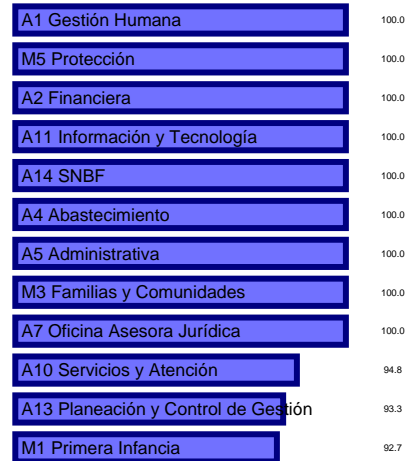 A1 Gestión Humana 100.0
M5 Protección 100.0
A2 Financiera 100.0
A11 Información y Tecnología 100.0
A14 SNBF 100.0
A4 Abastecimiento 100.0
A5 Administrativa 100.0
M3 Familias y Comunidades 100.0
A7 Oficina Asesora Jurídica 100.0
A10 Servicios y Atención 94.8
A13 Planeación y Control de Gestión 93.3
M1 Primera Infancia 92.7